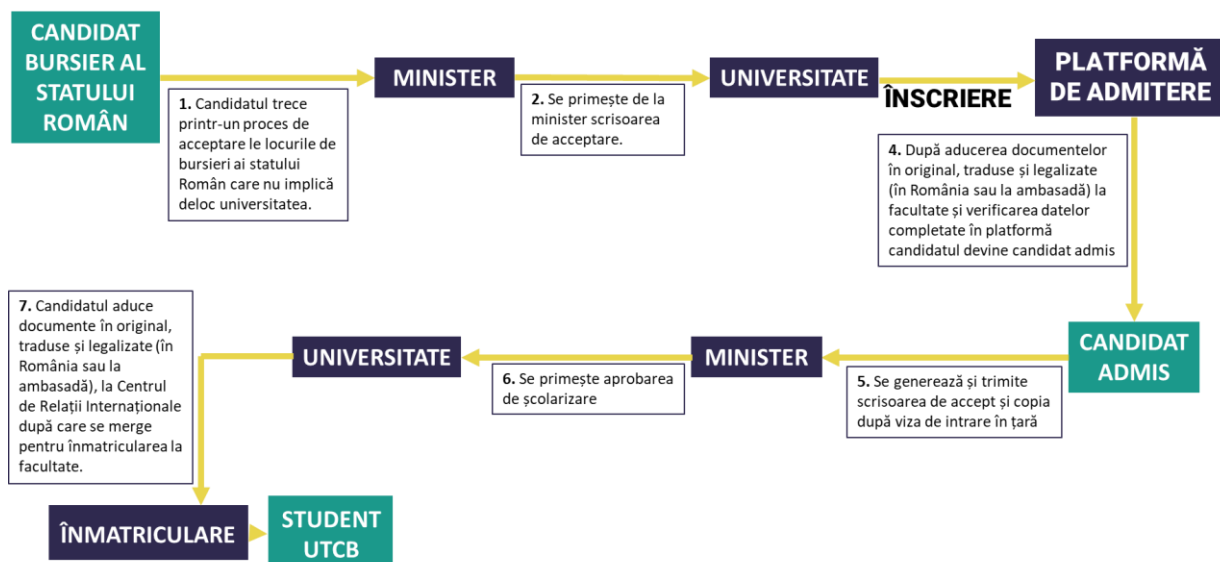 CANDIDAT
BURSIER AL
STATULUI
ROMÂN
1. Candidatul trece
printr-un proces de
acceptare le locurile de
bursieri ai statului
Român care nu implică
deloc universitatea.
MINISTER
2. Se primește de la
minister scrisoarea
de acceptare.
UNIVERSITATE
ÎNSCRIERE
PLATFORMĂ
DE ADMITERE
4. După aducerea documentelor
în original, traduse și legalizate
(în România sau la ambasadă) la
facultate și verificarea datelor
completate în platformă
candidatul devine candidat admis
CANDIDAT
ADMIS
5. Se generează și trimite
scrisoarea de accept și copia
după viza de intrare în țară
MINISTER
6. Se primește aprobarea
de școlarizare
UNIVERSITATE
7. Candidatul aduce
documente în original,
traduse și legalizate (în
România sau la
ambasadă), la Centrul
de Relații Internaționale
după care se merge
pentru înmatricularea la
facultate.
ÎNMATRICULARE
STUDENT
UTCB